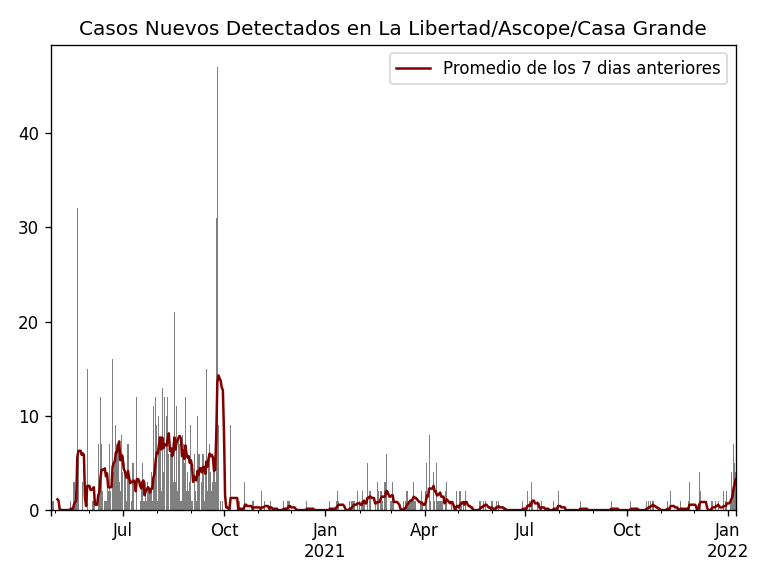 Casos Nuevos Detectados en La Libertad/Ascope/Casa Grande
Promedio de los 7 dias anteriores
40
30
20
10
0
Jul Oct Jan Apr Jul Oct Jan
2021 2022